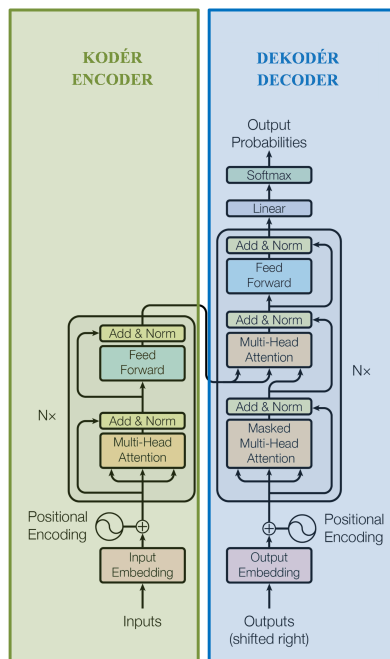 KODÉR
ENCODER
DEKODÉR
DECODER
Output
Probabilities
Softmax
Linear
Add & Norm
Feed
Forward
Add & Norm
Multi-Head
Attention
Nx
Add & Norm
Masked
Multi-Head
Attention
Add & Norm
Feed
Forward
Nx
Add & Norm
Multi-Head
Attention
Positional
Encoding
Input
Embedding
Inputs
Positional
Encoding
Output
Embedding
Outputs
(shifted right)